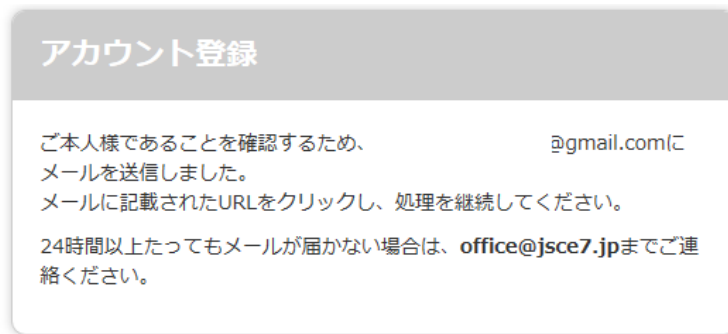 アカウント登録
ご本人様であることを確認するため、 @gmail.comに
メールを送信しました。
メールに記載されたURLをクリックし、処理を継続してください。
24時間以上たってもメールが届かない場合は、office@jsce7.jpまでご連
絡ください。